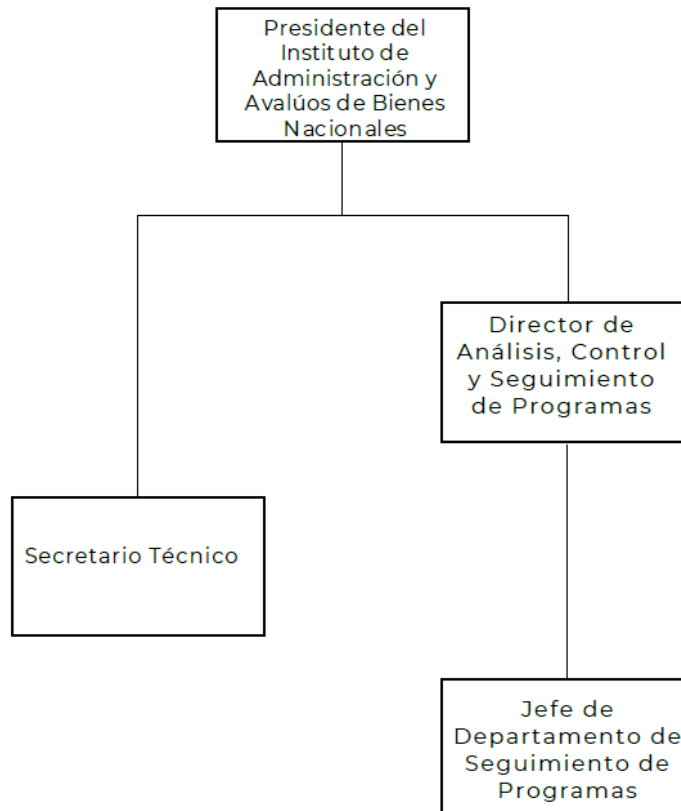 Presidente del
Instituto de
Administración y
Avalúos de Bienes
Nacionales
Director de
Análisis, Control
y Seguimiento
de Programas
Secretario Técnico
Jefe de
Departamento de
Seguimiento de
Programas